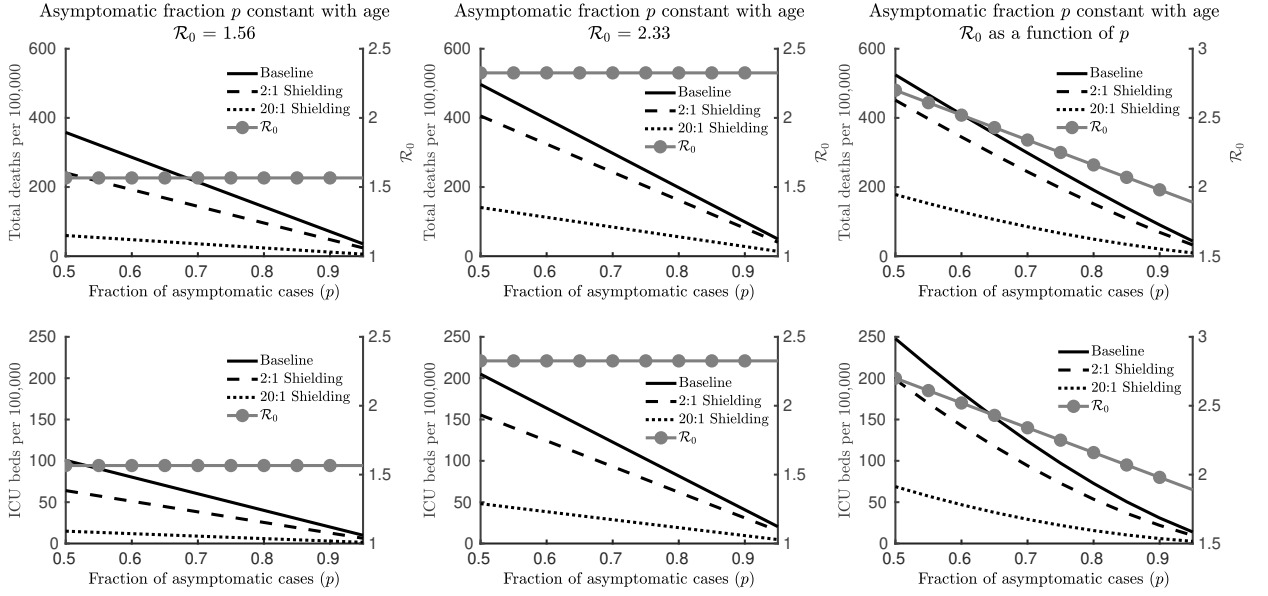 Asymptomatic fraction p constant with age
R₀ = 1.56
600
400
200
0
Total deaths per 100,000
2.5
2
1.5
1
R₀
Baseline
2:1 Shielding
20:1 Shielding
R₀
0.5 0.6 0.7 0.8 0.9
Fraction of asymptomatic cases (p)
Asymptomatic fraction p constant with age
R₀ = 2.33
600
400
200
0
Total deaths per 100,000
2.5
2
1.5
1
R₀
Baseline
2:1 Shielding
20:1 Shielding
R₀
0.5 0.6 0.7 0.8 0.9
Fraction of asymptomatic cases (p)
Asymptomatic fraction p constant with age
R₀ as a function of p
600
400
200
0
Total deaths per 100,000
3
2.5
2
1.5
R₀
Baseline
2:1 Shielding
20:1 Shielding
R₀
0.5 0.6 0.7 0.8 0.9
Fraction of asymptomatic cases (p)
250
200
150
100
50
0
ICU beds per 100,000
2.5
2
1.5
1
Baseline
2:1 Shielding
20:1 Shielding
R₀
0.5 0.6 0.7 0.8 0.9
Fraction of asymptomatic cases (p)
250
200
150
100
50
0
ICU beds per 100,000
2.5
2
1.5
1
Baseline
2:1 Shielding
20:1 Shielding
R₀
0.5 0.6 0.7 0.8 0.9
Fraction of asymptomatic cases (p)
250
200
150
100
50
0
ICU beds per 100,000
3
2.5
2
1.5
Baseline
2:1 Shielding
20:1 Shielding
R₀
0.5 0.6 0.7 0.8 0.9
Fraction of asymptomatic cases (p)